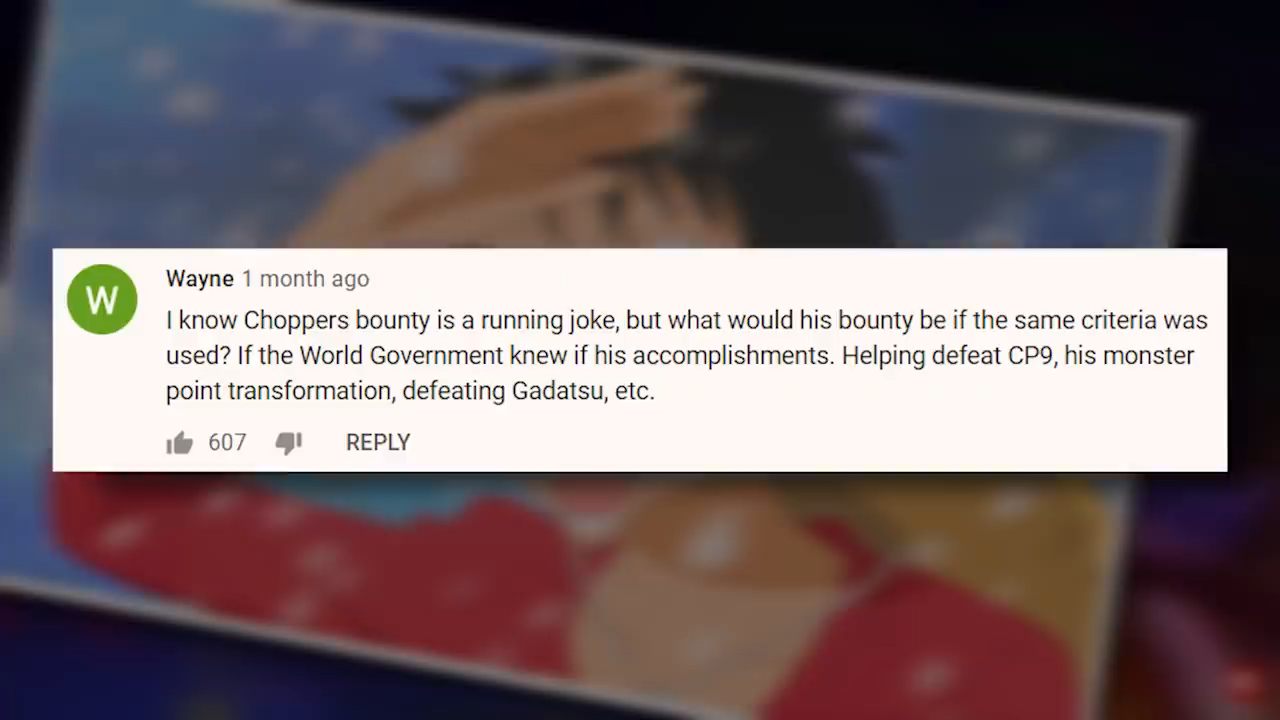 W
Wayne 1 month ago
I know Choppers bounty is a running joke, but what would his bounty be if the same criteria was
used? If the World Government knew if his accomplishments. Helping defeat CP9, his monster
point transformation, defeating Gadatsu, etc.
607 REPLY